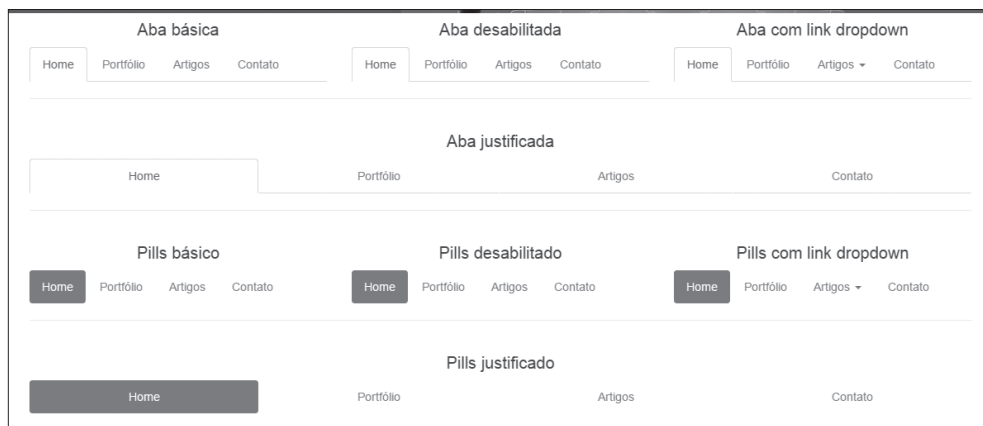 Aba básica Aba desabilitada Aba com link dropdown
Home Portfólio Artigos Contato Home Portfólio Artigos Contato Home Portfólio Artigos Contato
Aba justificada
Home Portfólio Artigos Contato
Pills básico Pills desabilitado Pills com link dropdown
Home Portfólio Artigos Contato Home Portfólio Artigos Contato Home Portfólio Artigos Contato
Pills justificado
Home Portfólio Artigos Contato